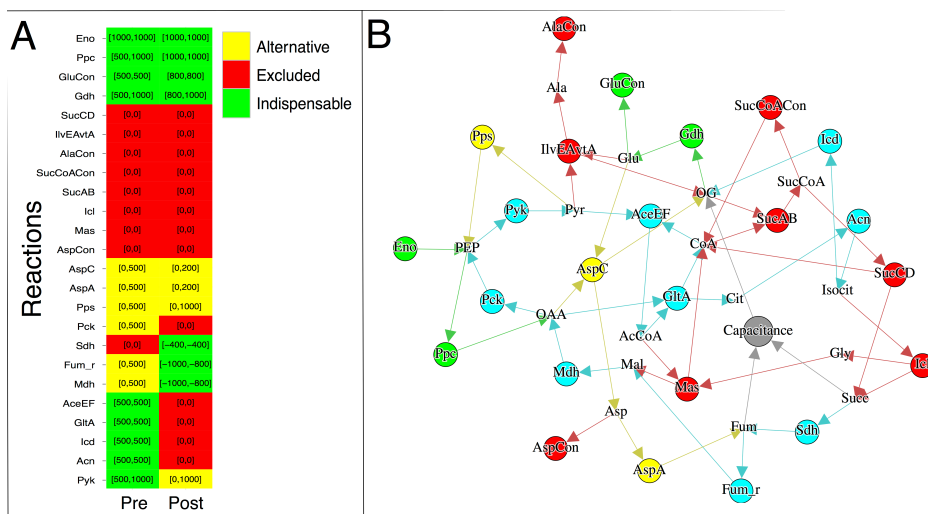 A
Reactions
Eno [1000,1000] [1000,1000]
Ppc [500,1000] [1000,1000]
GluCon [500,500] [800,800]
Gdh [500,1000] [800,1000]
SucCD [0,0] [0,0]
IlvEAvtA [0,0] [0,0]
AlaCon [0,0] [0,0]
SucCoACon [0,0] [0,0]
SucAB [0,0] [0,0]
Icl [0,0] [0,0]
Mas [0,0] [0,0]
AspCon [0,0] [0,0]
AspC [0,500] [0,200]
AspA [0,500] [0,200]
Pps [0,500] [0,1000]
Pck [0,500] [0,0]
Sdh [0,0] [−400,−400]
Fum_r [0,500] [−1000,−800]
Mdh [0,500] [−1000,−800]
AceEF [500,500] [0,0]
GltA [500,500] [0,0]
Icd [500,500] [0,0]
Acn [500,500] [0,0]
Pyk [500,1000] [0,1000]
Pre Post
Alternative
Excluded
Indispensable
B
AlaCon
Ala
GluCon
SucCoACon
Pps
Gdh
Icd
IlvEAvtA
Glu
SucCoA
OG
Pyk
Pyr
AceEF
SucAB
Acn
Eno
PEP
CoA
AspC
SucCD
Pck
GltA
Cit
Isocit
OAA
Capacitance
AcCoA
Ppc
Gly
Mdh
Mal
Icl
Mas
Succ
Asp
Fum
Sdh
AspCon
AspA
Fum_r